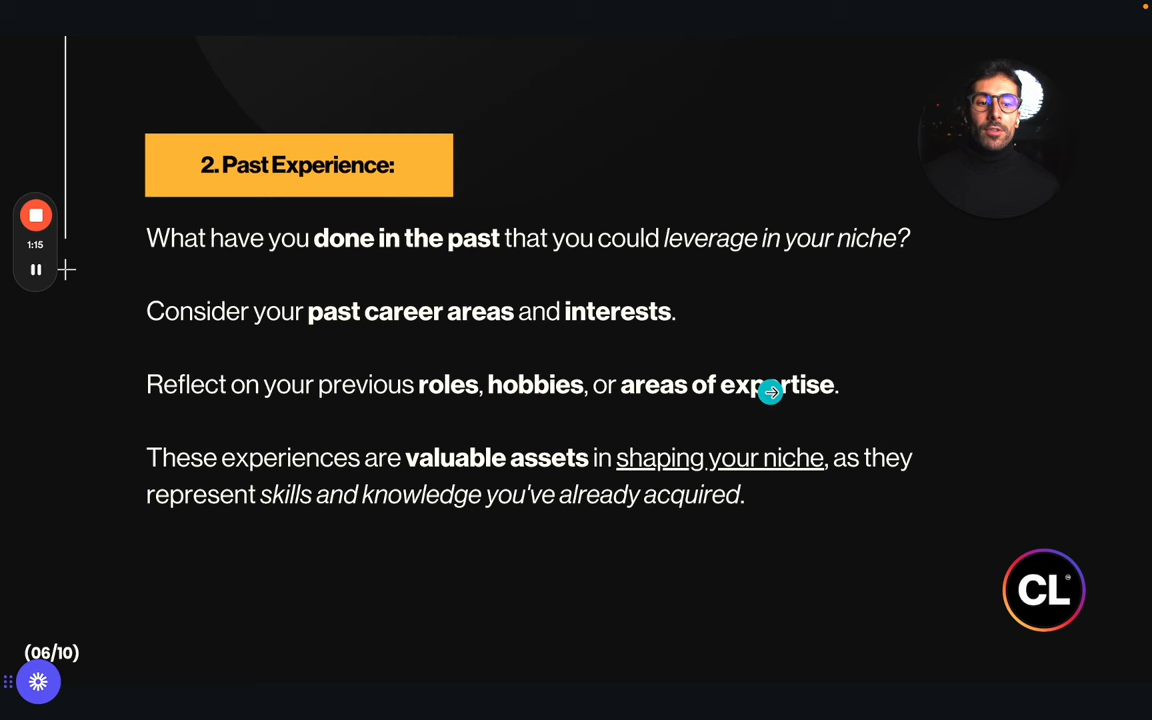 2. Past Experience:
What have you done in the past that you could leverage in your niche?
1:15
Consider your past career areas and interests.
Reflect on your previous roles, hobbies, or areas of expertise.
These experiences are valuable assets in shaping your niche, as they
represent skills and knowledge you've already acquired.
CL
(06/10)